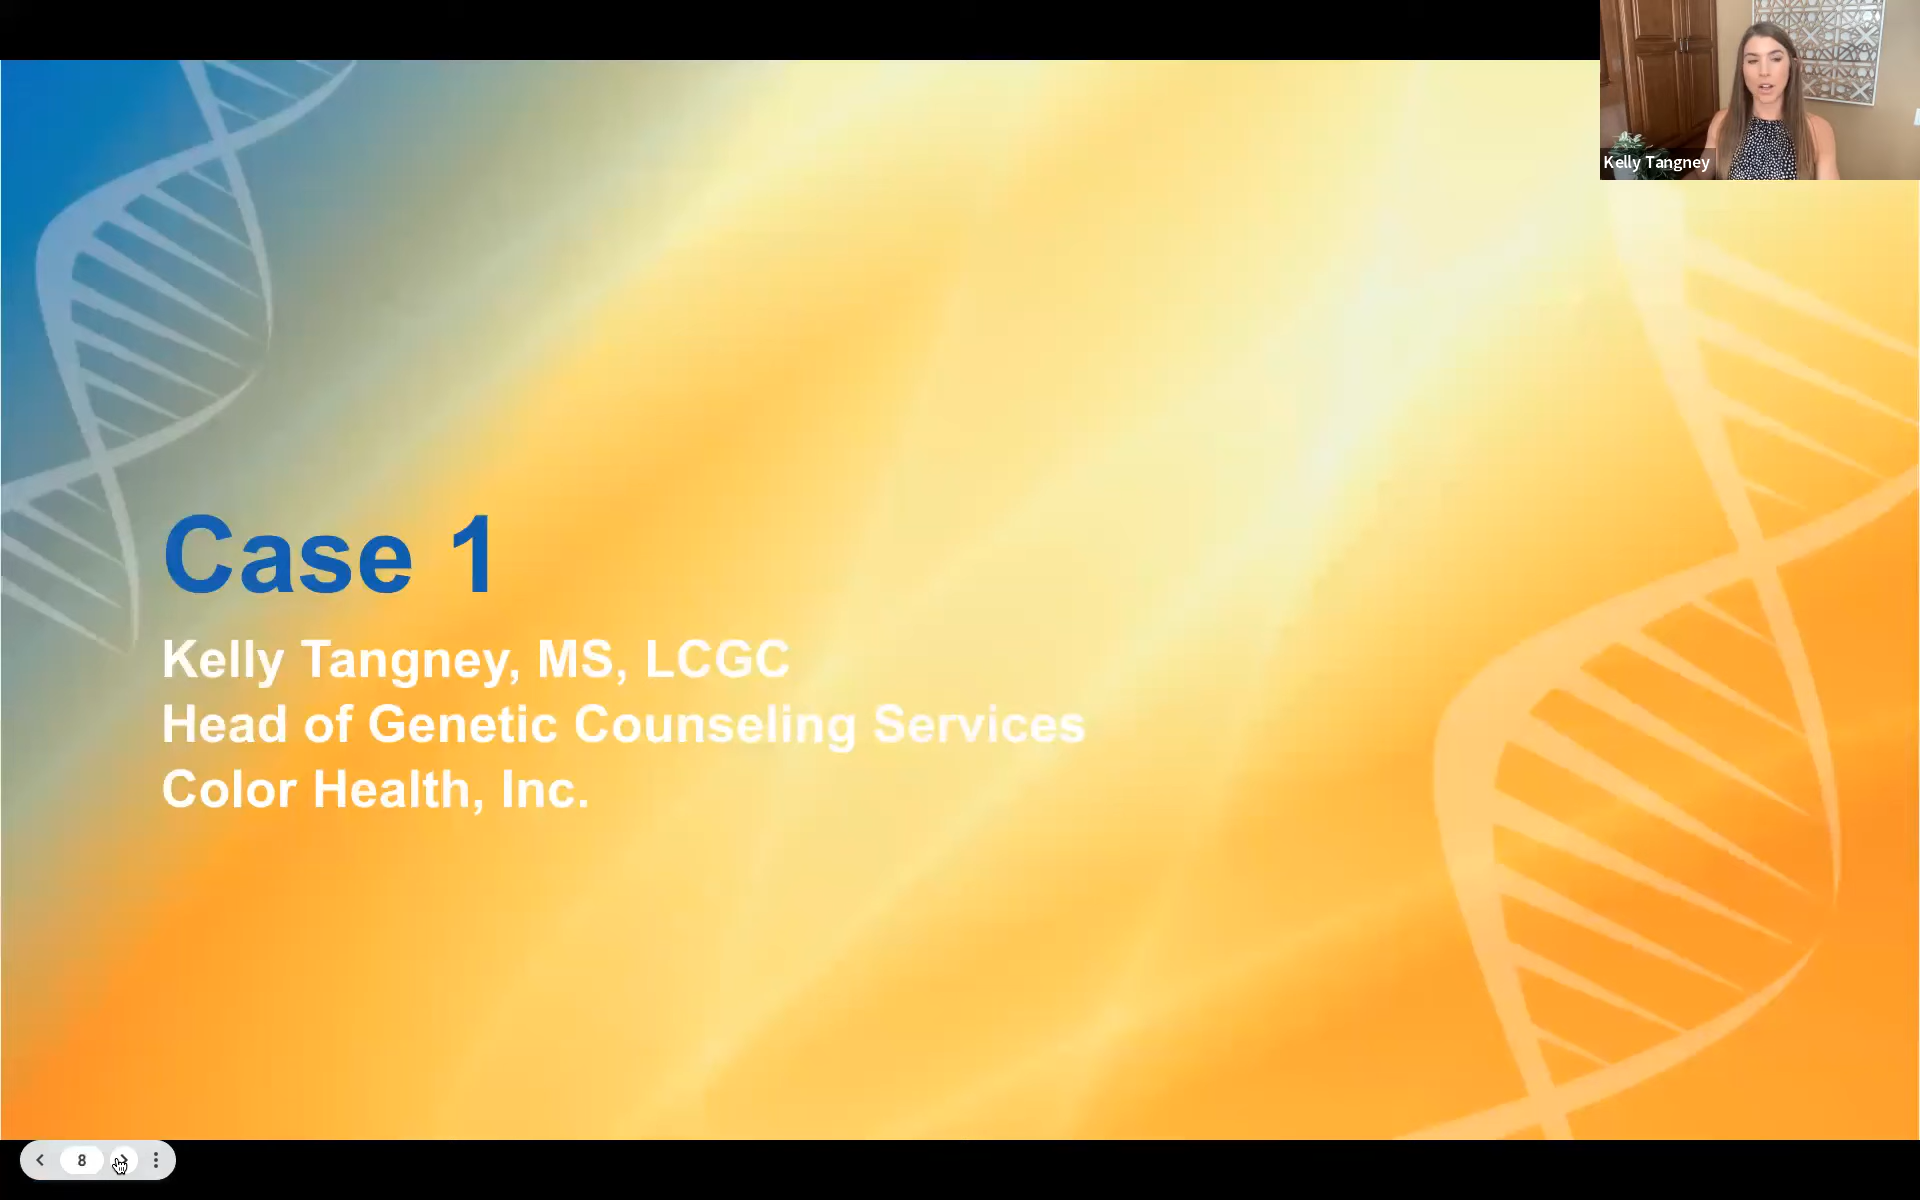 Kelly Tangney
Case 1
Kelly Tangney, MS, LCGC
Head of Genetic Counseling Services
Color Health, Inc.
8